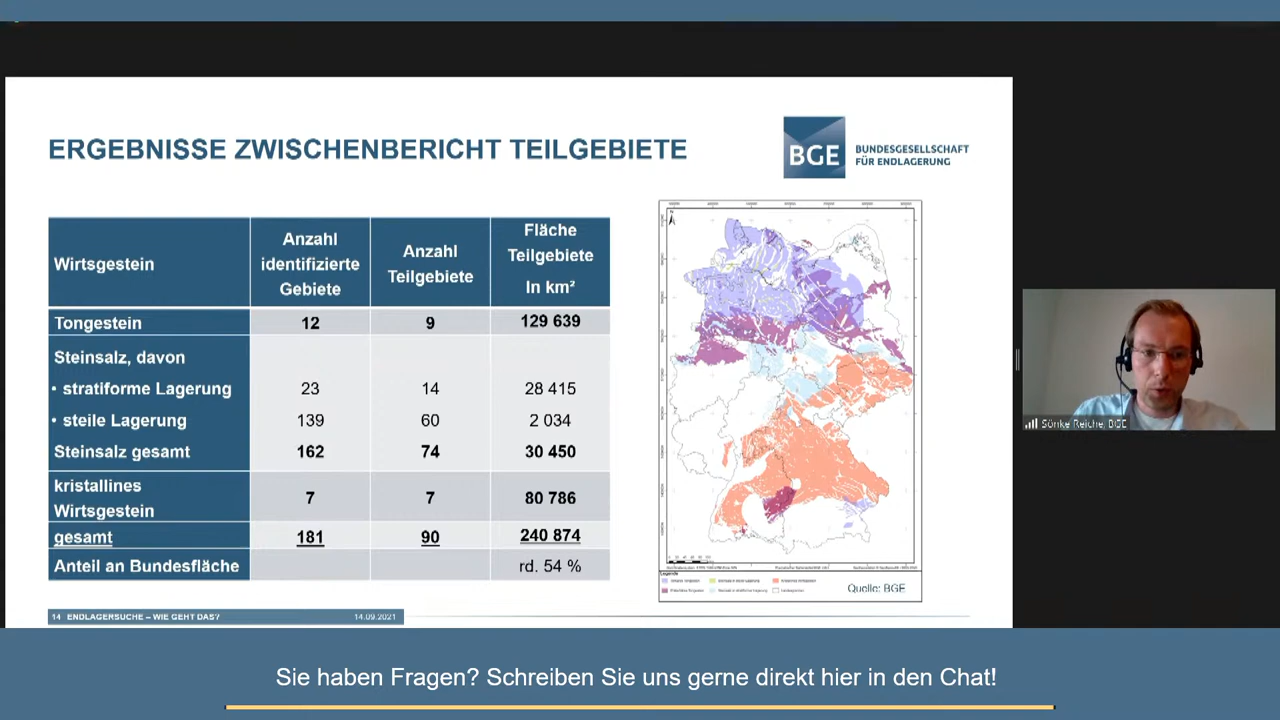 ERGEBNISSE ZWISCHENBERICHT TEILGEBIETE
BGE
BUNDESGESELLSCHAFT
FÜR ENDLAGERUNG
Wirtsgestein
Anzahl
identifizierte
Gebiete
Anzahl
Teilgebiete
Fläche
Teilgebiete
In km²
Tongestein 12 9 129 639
Steinsalz, davon
• stratiforme Lagerung 23 14 28 415
• steile Lagerung 139 60 2 034
Steinsalz gesamt 162 74 30 450
kristallines
Wirtsgestein 7 7 80 786
gesamt 181 90 240 874
Anteil an Bundesfläche rd. 54 %
Quelle: BGE
14 ENDLAGERSUCHE – WIE GEHT DAS? 14.09.2021
Sönke Reiche, BGE
Sie haben Fragen? Schreiben Sie uns gerne direkt hier in den Chat!